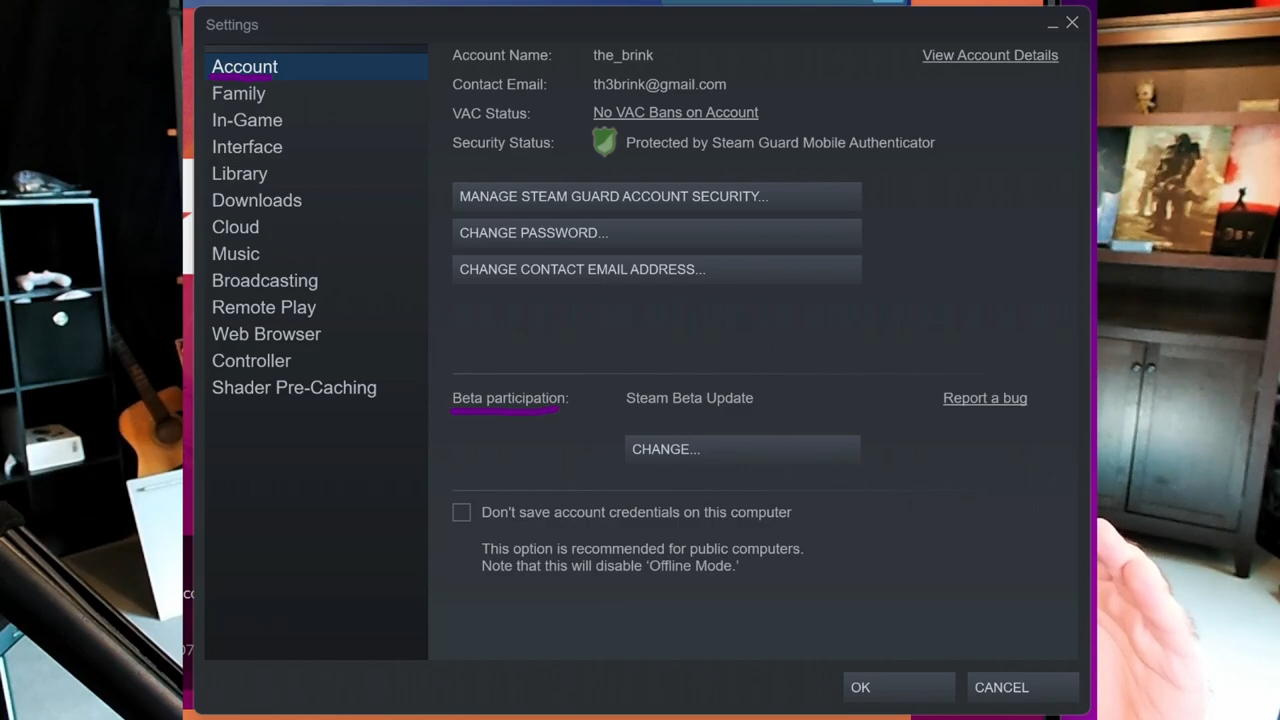 Settings
Account
Family
In-Game
Interface
Library
Downloads
Cloud
Music
Broadcasting
Remote Play
Web Browser
Controller
Shader Pre-Caching
Account Name: the_brink View Account Details
Contact Email: th3brink@gmail.com
VAC Status: No VAC Bans on Account
Security Status: Protected by Steam Guard Mobile Authenticator
MANAGE STEAM GUARD ACCOUNT SECURITY...
CHANGE PASSWORD...
CHANGE CONTACT EMAIL ADDRESS...
Beta participation: Steam Beta Update Report a bug
CHANGE...
Don't save account credentials on this computer
This option is recommended for public computers.
Note that this will disable ‘Offline Mode.’
OK CANCEL